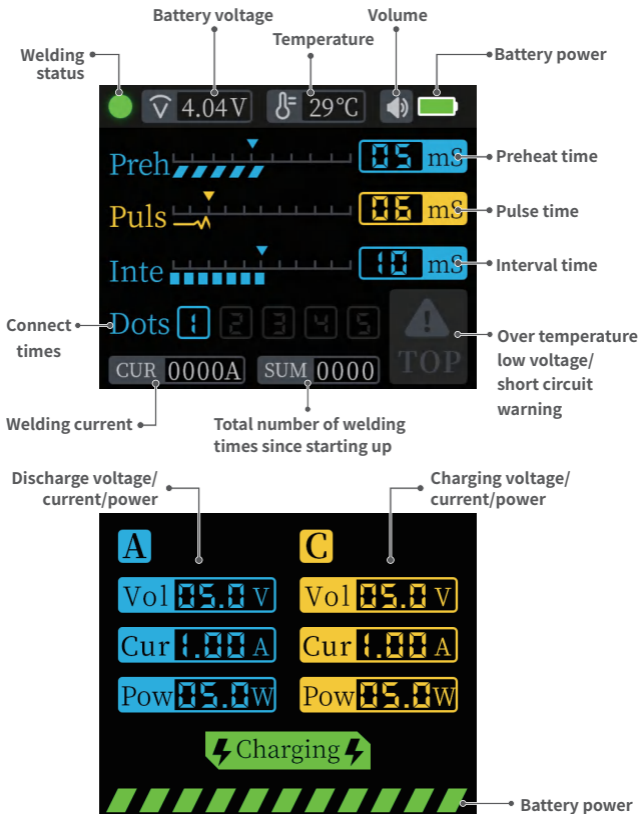 Battery voltage
Volume
Temperature
Welding
status
Battery power
4.04V
29℃
Preh
05 mS
Preheat time
Puls
06 mS
Pulse time
Inte
10 mS
Interval time
Connect
times
Dots 1 2 3 4 5
TOP
Over temperature
low voltage/
short circuit
warning
CUR 0000A
SUM 0000
Welding current
Total number of welding
times since starting up
Discharge voltage/
current/power
Charging voltage/
current/power
A
C
Vol 05.0 V
Vol 05.0 V
Cur 1.00 A
Cur 1.00 A
Pow 05.0W
Pow 05.0W
Charging
Battery power